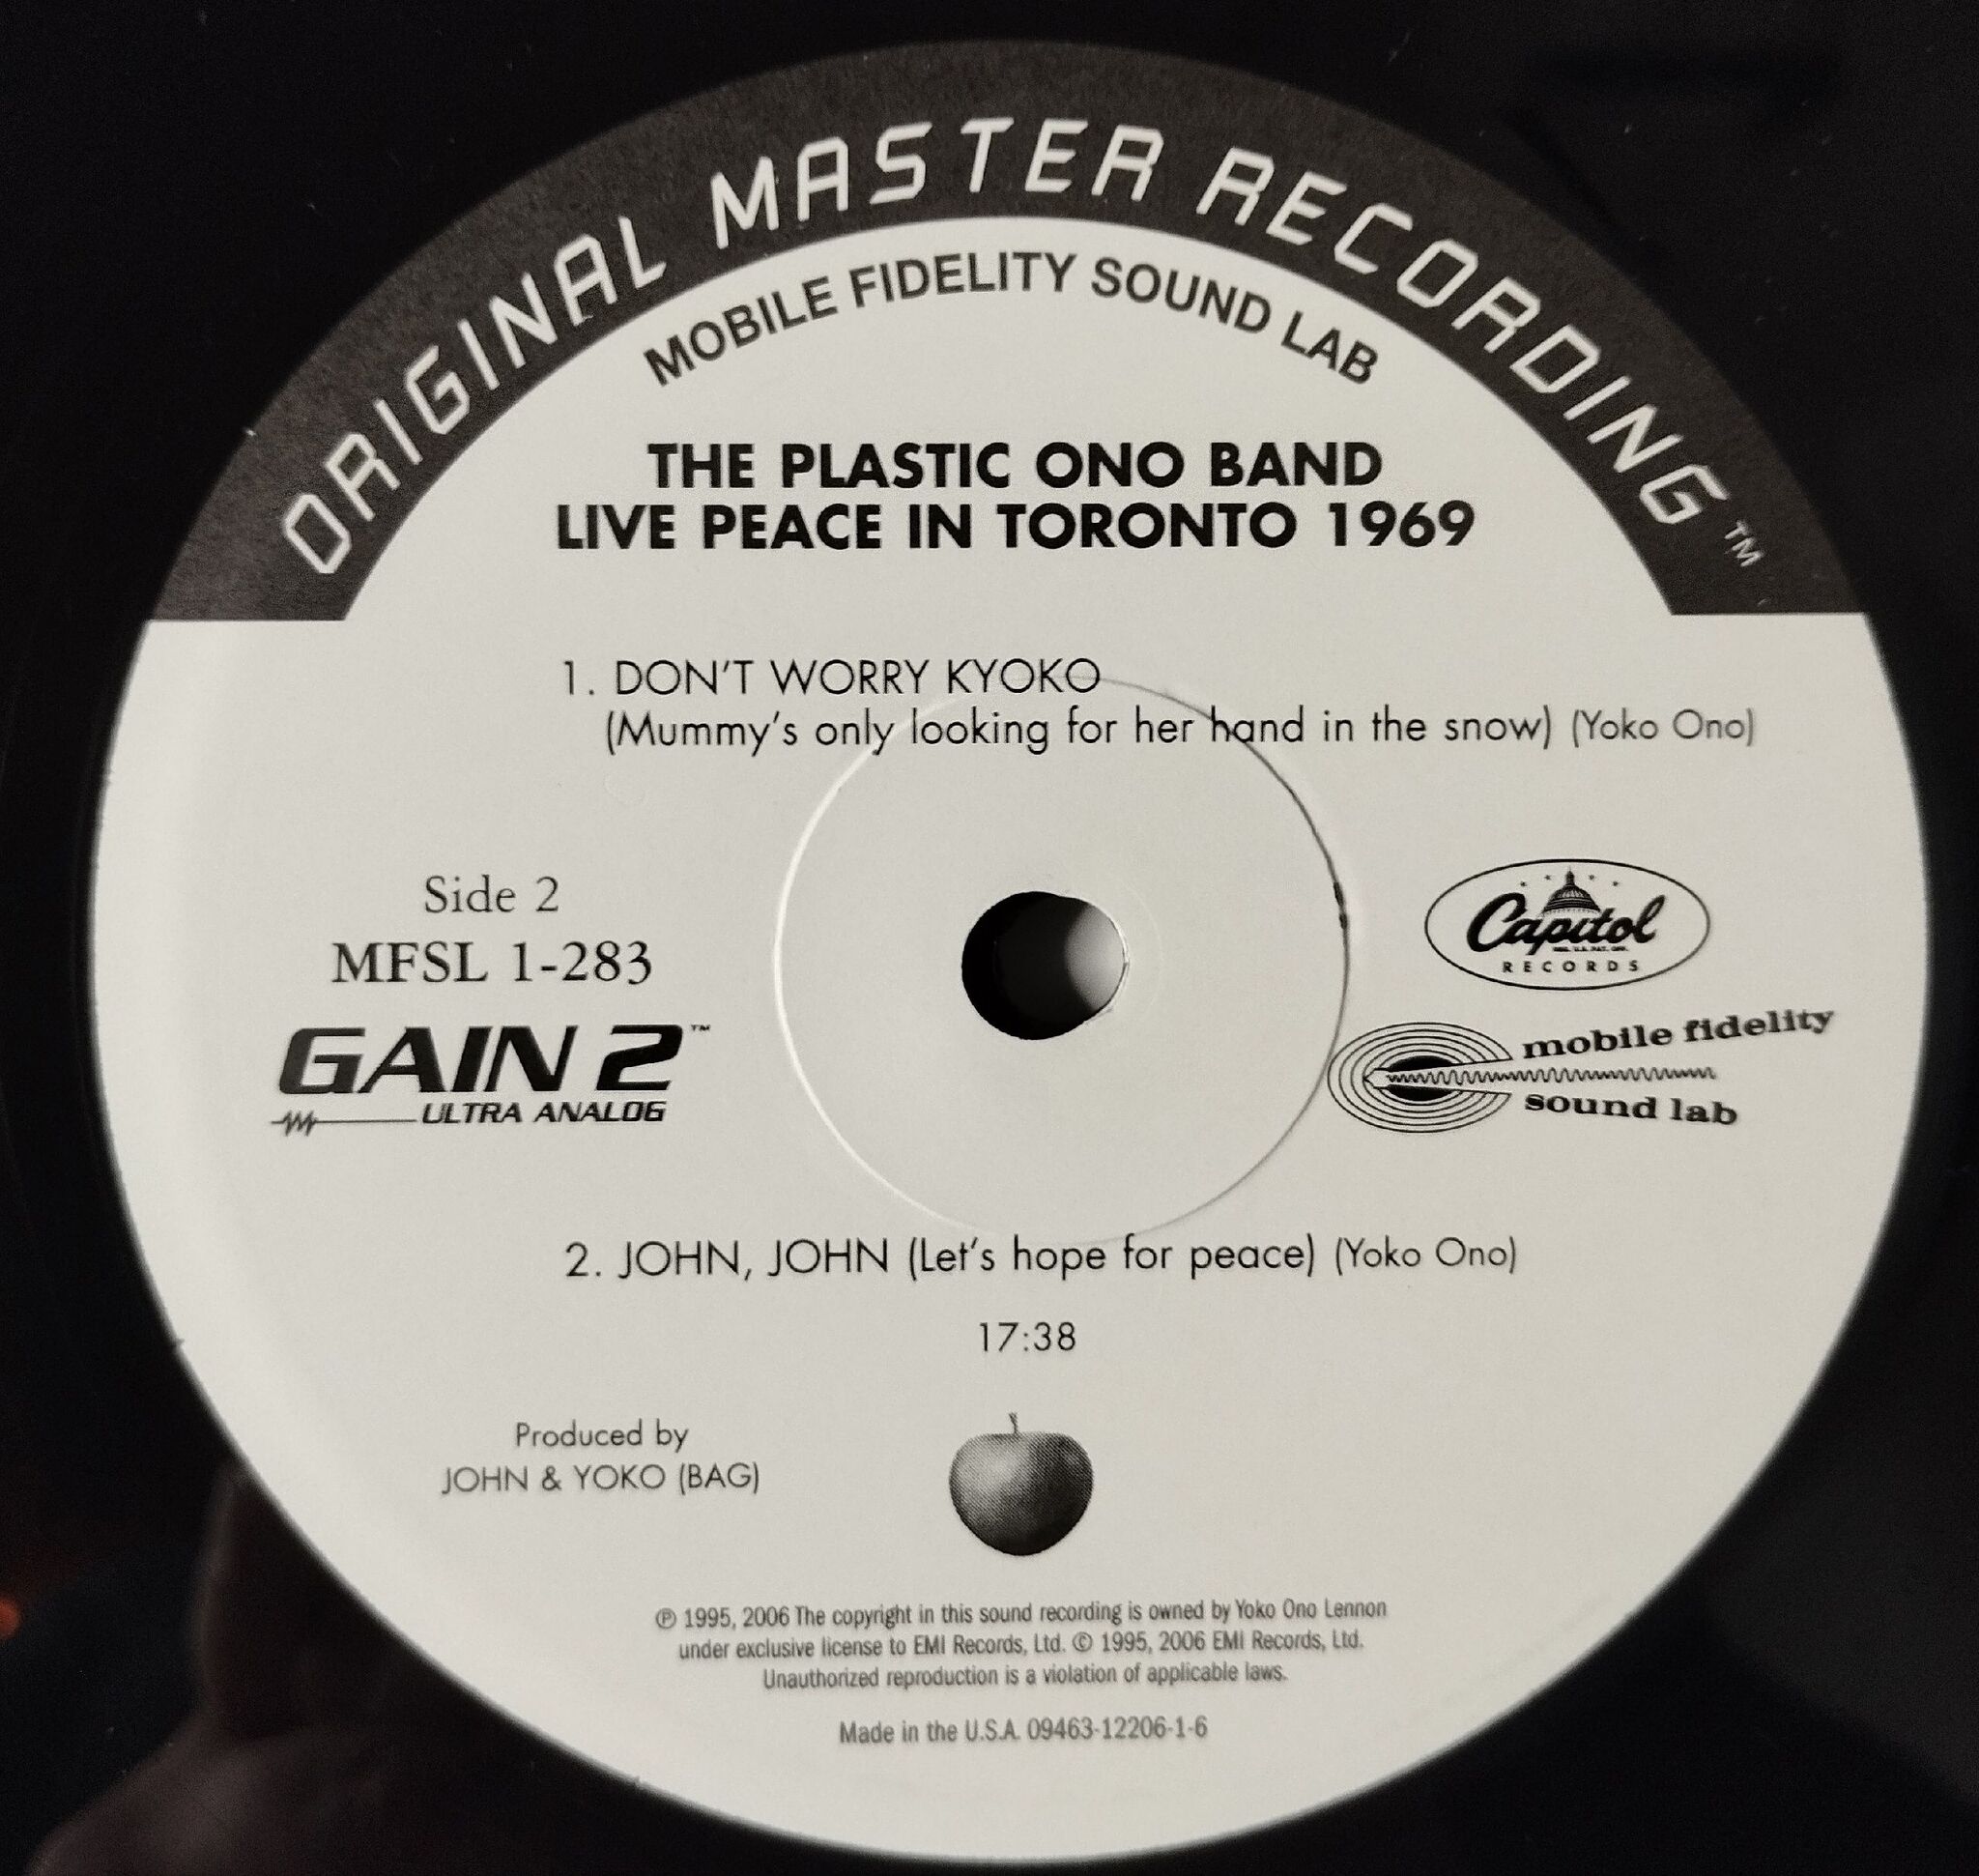 ORIGINAL MASTER RECORDING™
MOBILE FIDELITY SOUND LAB
THE PLASTIC ONO BAND
LIVE PEACE IN TORONTO 1969
1. DON'T WORRY KYOKO
(Mummy's only looking for her hand in the snow) (Yoko Ono)
Side 2
MFSL 1-283
GAIN 2™
ULTRA ANALOG
Capitol
RECORDS
mobile fidelity
sound lab
2. JOHN, JOHN (Let's hope for peace) (Yoko Ono)
17:38
Produced by
JOHN & YOKO (BAG)
℗ 1995, 2006 The copyright in this sound recording is owned by Yoko Ono Lennon
under exclusive license to EMI Records, Ltd. © 1995, 2006 EMI Records, Ltd.
Unauthorized reproduction is a violation of applicable laws.
Made in the U.S.A. 09463-12206-1-6